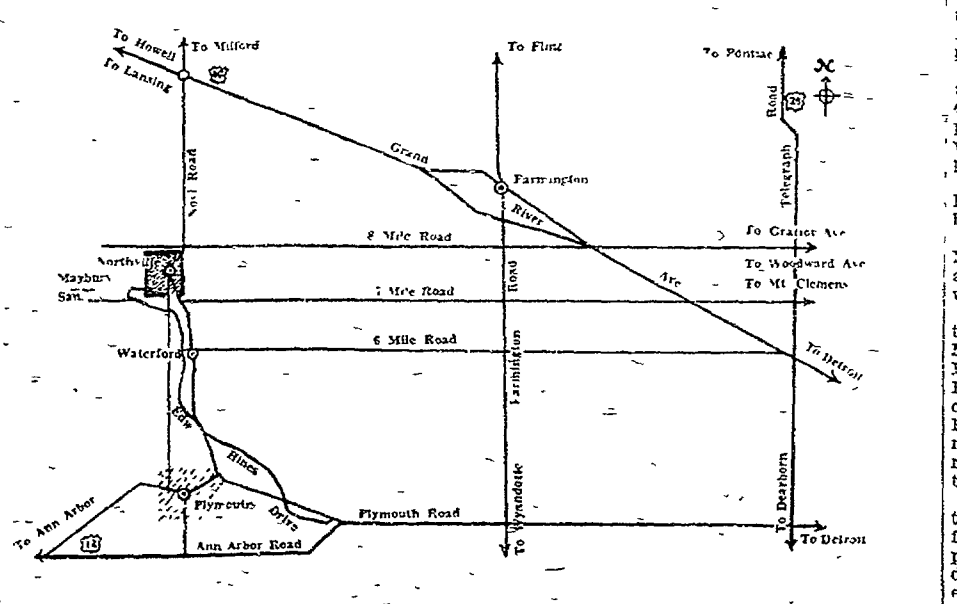 To Howell
To Lansing
To Milford
To Flint
To Pontiac
N
Road
Telegraph
Novi Road
Grand
River
Ave
Farmington
8 Mile Road
To Gratiot Ave
Northville
To Woodward Ave
Maybury
San.
7 Mile Road
To Mt Clemens
Road
Farmington
Waterford
6 Mile Road
To Detroit
Edw
Hines
Drive
Plymouth
Plymouth Road
To Wyandotte
To Dearborn
To Detroit
To Ann Arbor
12
Ann Arbor Road